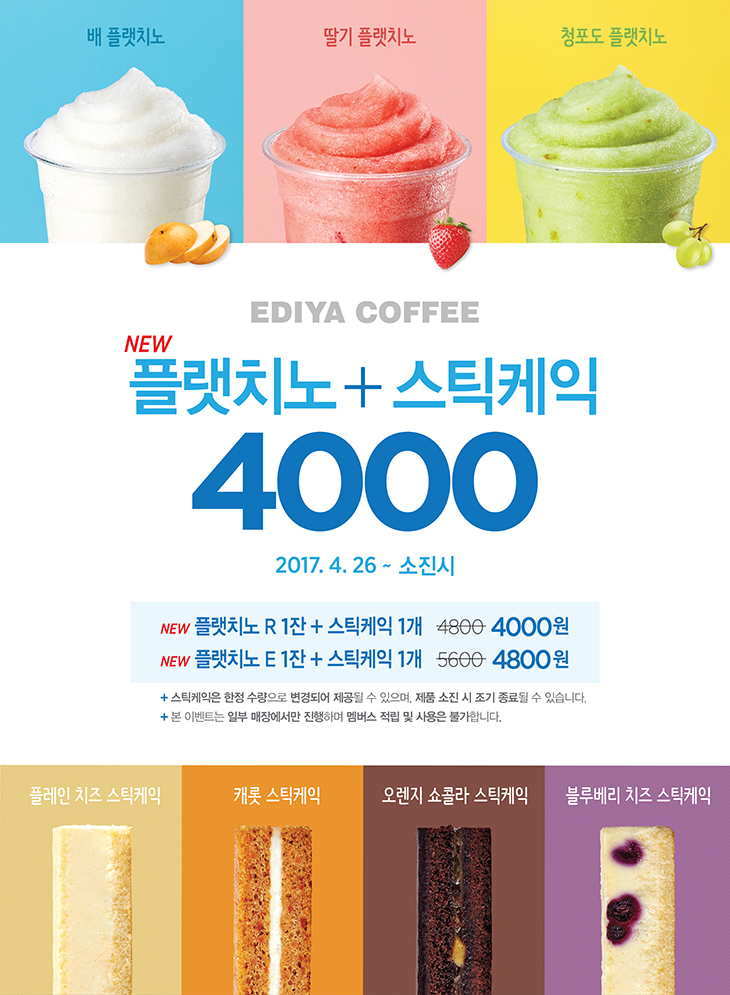 배 플랫치노
딸기 플랫치노
청포도 플랫치노
EDIYA COFFEE
NEW
플랫치노 + 스틱케익
4000
2017. 4. 26 ~ 소진시
NEW 플랫치노 R 1잔 + 스틱케익 1개 4800 4000원
NEW 플랫치노 E 1잔 + 스틱케익 1개 5600 4800원
+ 스틱케익은 한정 수량으로 변경되어 제공될 수 있으며, 제품 소진 시 조기 종료될 수 있습니다.
+ 본 이벤트는 일부 매장에서만 진행하며 멤버스 적립 및 사용은 불가합니다.
플레인 치즈 스틱케익
캐롯 스틱케익
오렌지 쇼콜라 스틱케익
블루베리 치즈 스틱케익